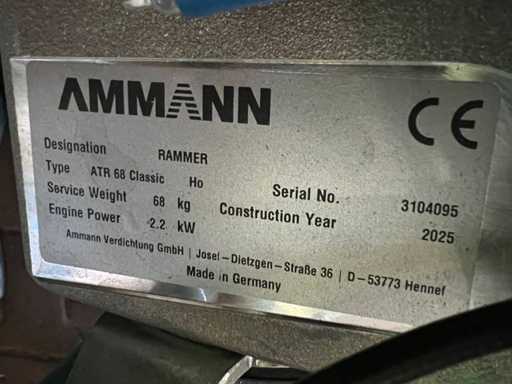 AMMANN
CE
Designation RAMMER
Type ATR 68 Classic Ho
Service Weight 68 kg Serial No. 3104095
Engine Power 2.2 kW Construction Year 2025
Ammann Verdichtung GmbH | Josef-Dietzgen-Straße 36 | D-53773 Hennef
Made in Germany